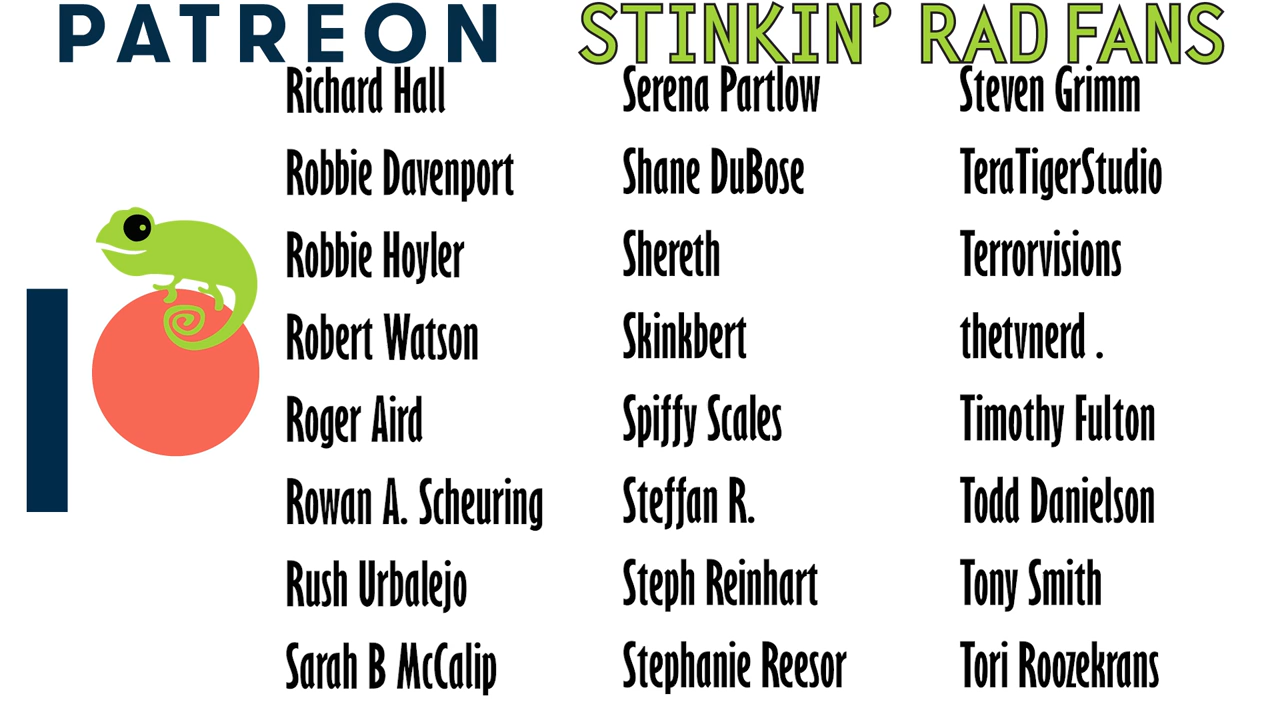 PATREON STINKIN' RAD FANS
Richard Hall
Robbie Davenport
Robbie Hoyler
Robert Watson
Roger Aird
Rowan A. Scheuring
Rush Urbalejo
Sarah B McCalip
Serena Partlow
Shane DuBose
Shereth
Skinkbert
Spiffy Scales
Steffan R.
Steph Reinhart
Stephanie Reesor
Steven Grimm
TeraTigerStudio
Terrorvisions
thetvnerd .
Timothy Fulton
Todd Danielson
Tony Smith
Tori Roozekrans